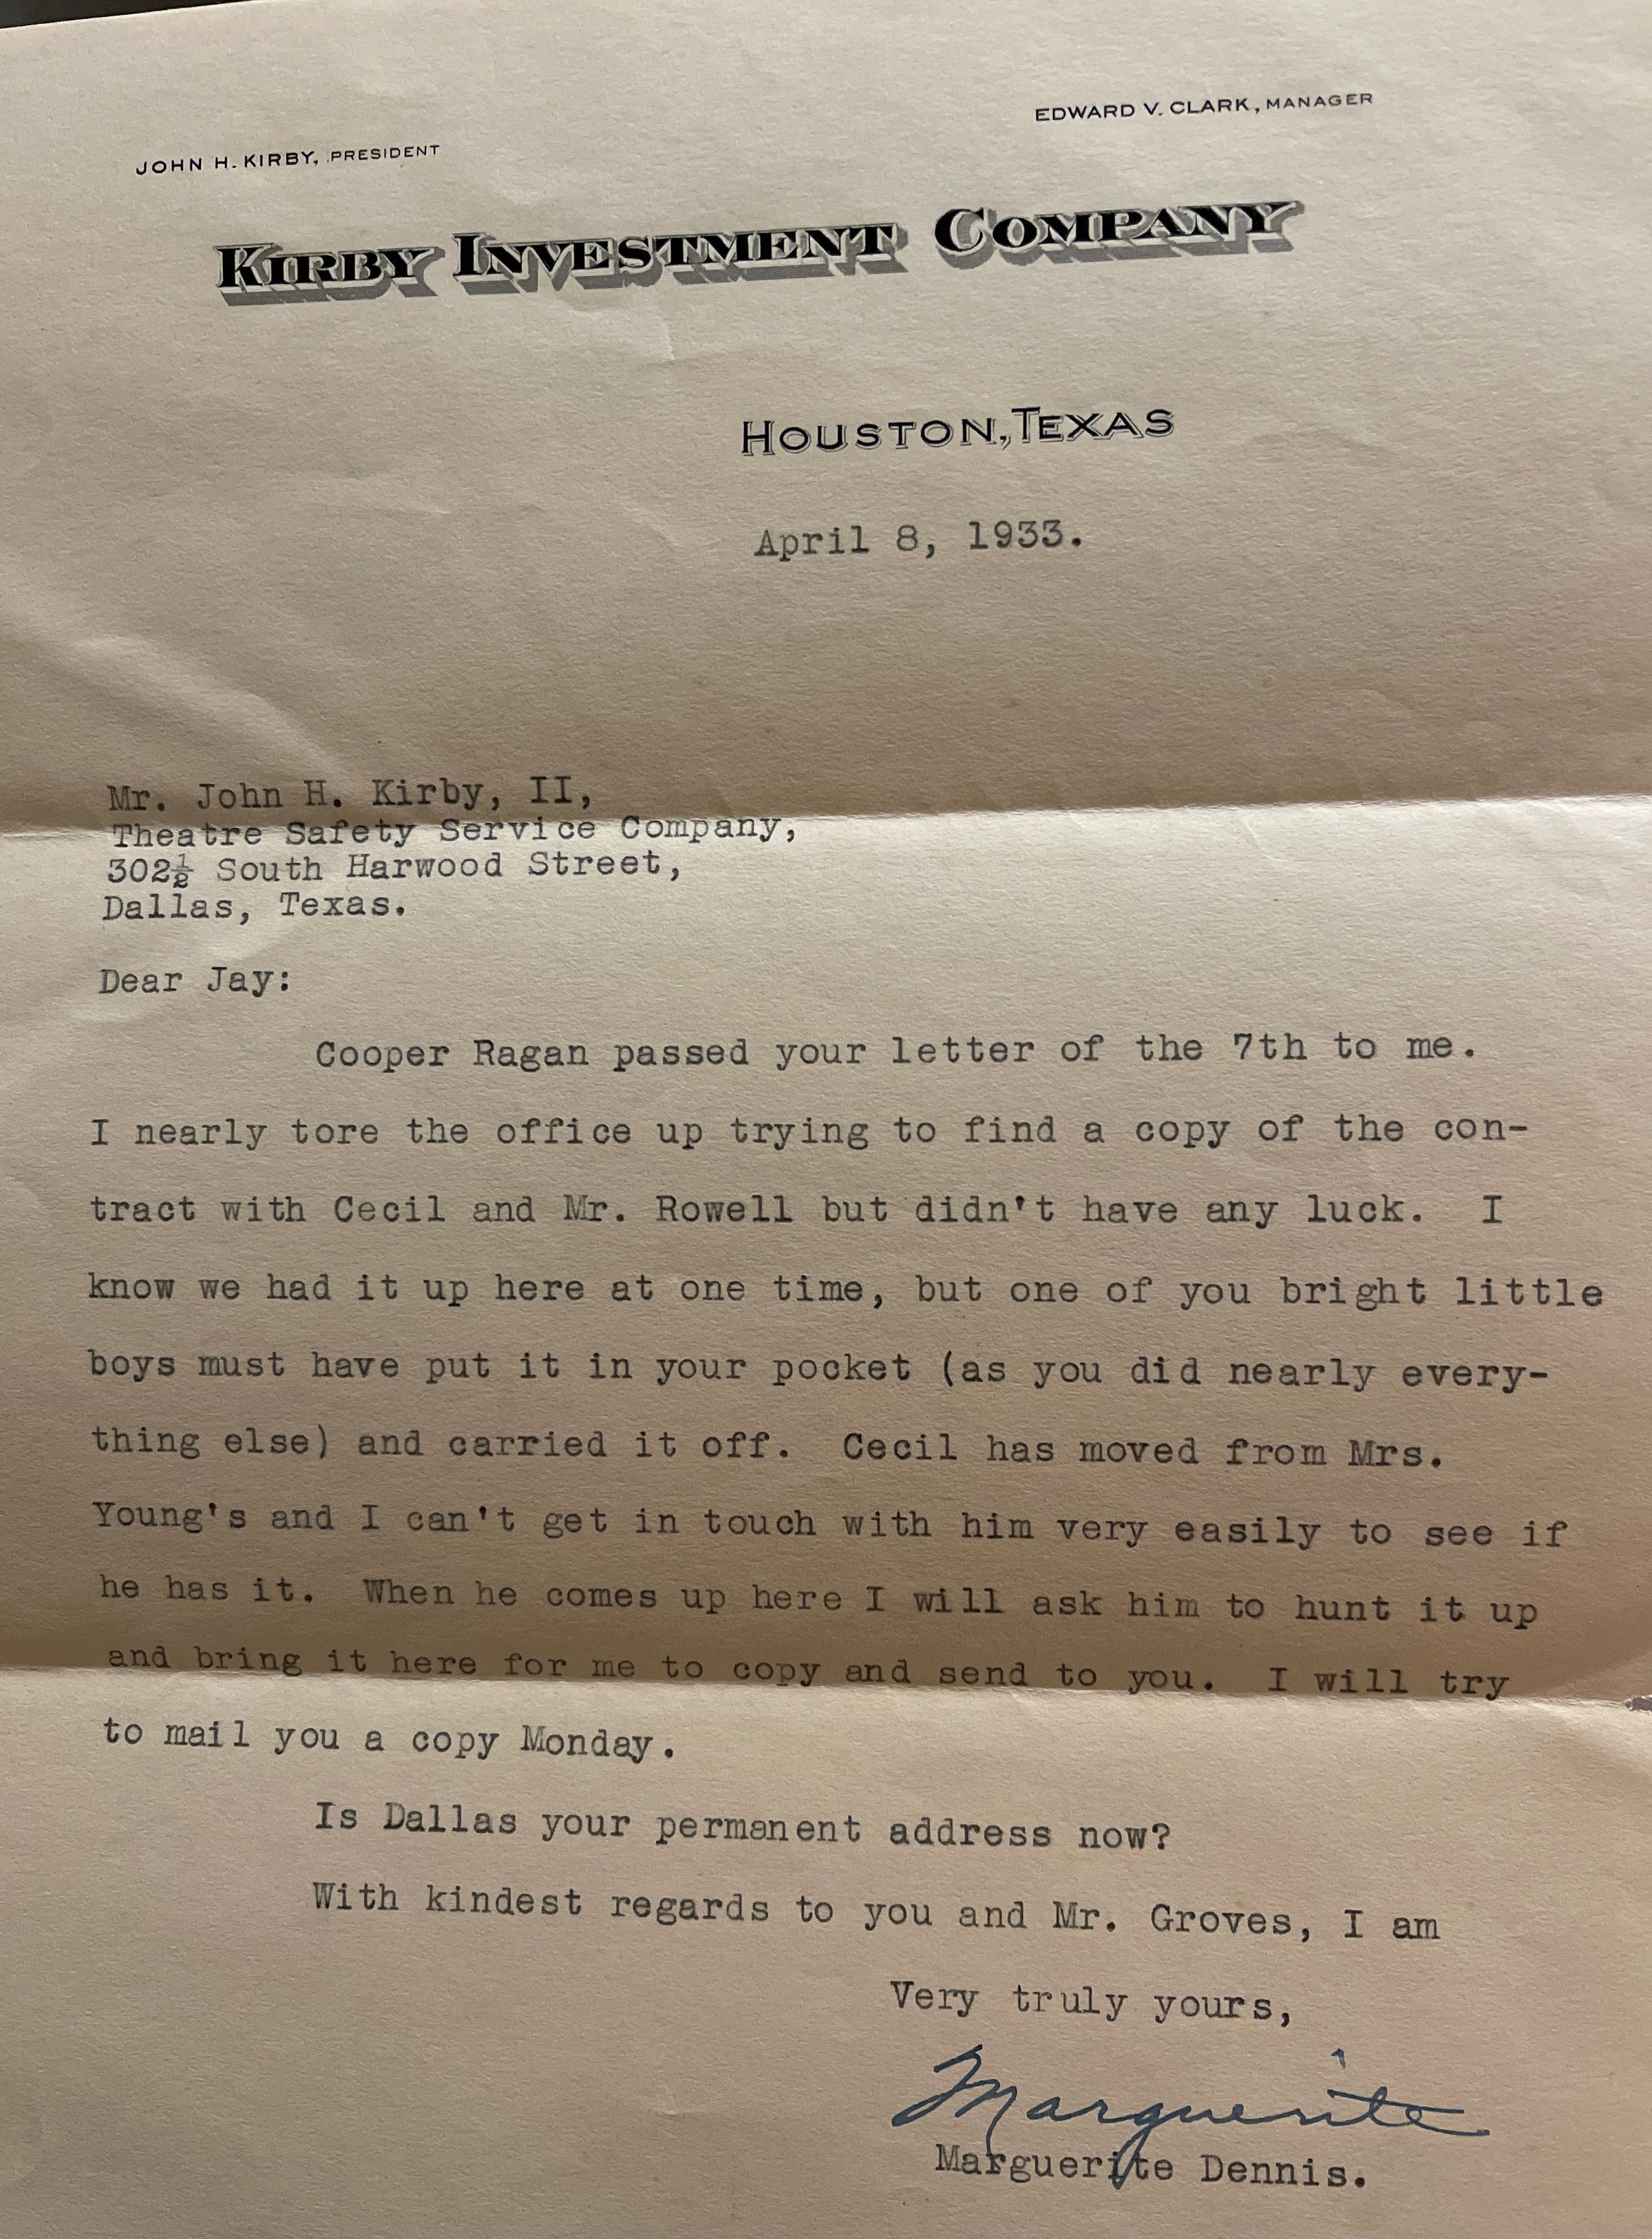 JOHN H. KIRBY, PRESIDENT
EDWARD V. CLARK, MANAGER
KIRBY INVESTMENT COMPANY
HOUSTON, TEXAS
April 8, 1933.
Mr. John H. Kirby, II,
Theatre Safety Service Company,
302½ South Harwood Street,
Dallas, Texas.
Dear Jay:
Cooper Ragan passed your letter of the 7th to me.
I nearly tore the office up trying to find a copy of the con-
tract with Cecil and Mr. Rowell but didn't have any luck. I
know we had it up here at one time, but one of you bright little
boys must have put it in your pocket (as you did nearly every-
thing else) and carried it off. Cecil has moved from Mrs.
Young's and I can't get in touch with him very easily to see if
he has it. When he comes up here I will ask him to hunt it up
and bring it here for me to copy and send to you. I will try
to mail you a copy Monday.
Is Dallas your permanent address now?
With kindest regards to you and Mr. Groves, I am
Very truly yours,
Marguerite
Marguerite Dennis.